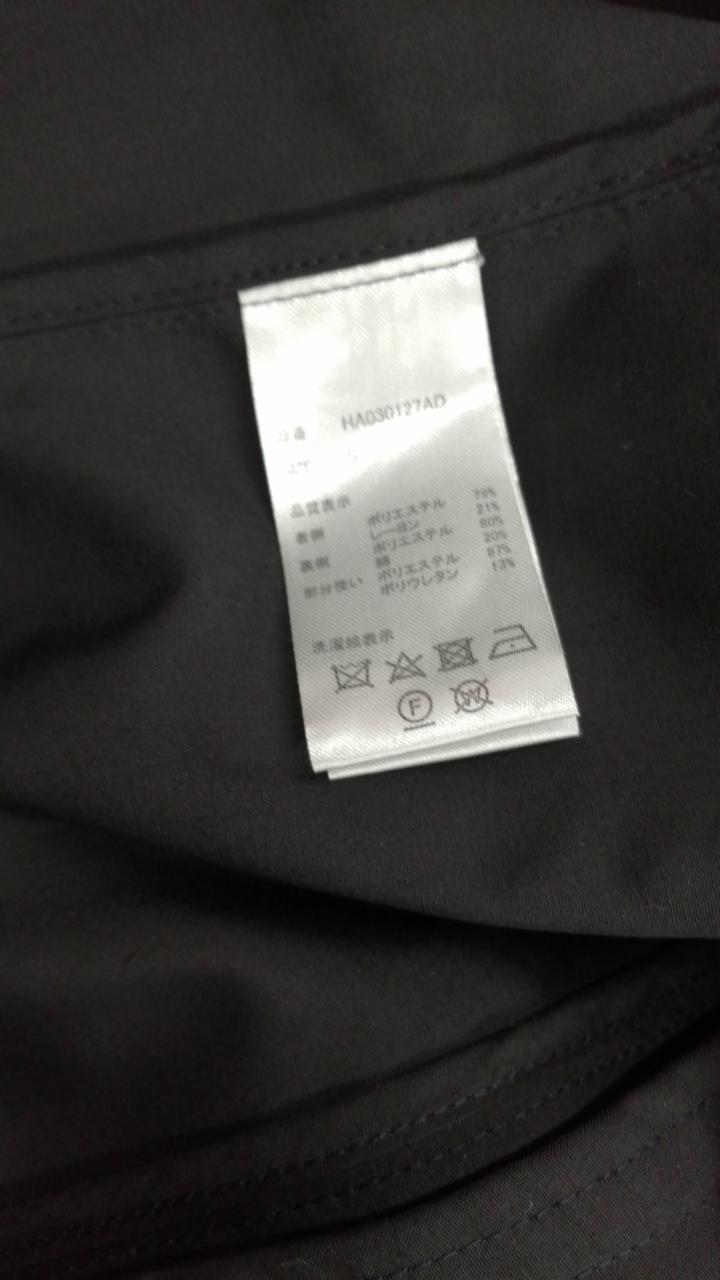 品番 HA030127AD
S
品質表示
表側 ポリエステル 79%
レーヨン 21%
裏側 ポリエステル 80%
綿 20%
部分使い ポリエステル 87%
ポリウレタン 13%
洗濯絵表示
F W